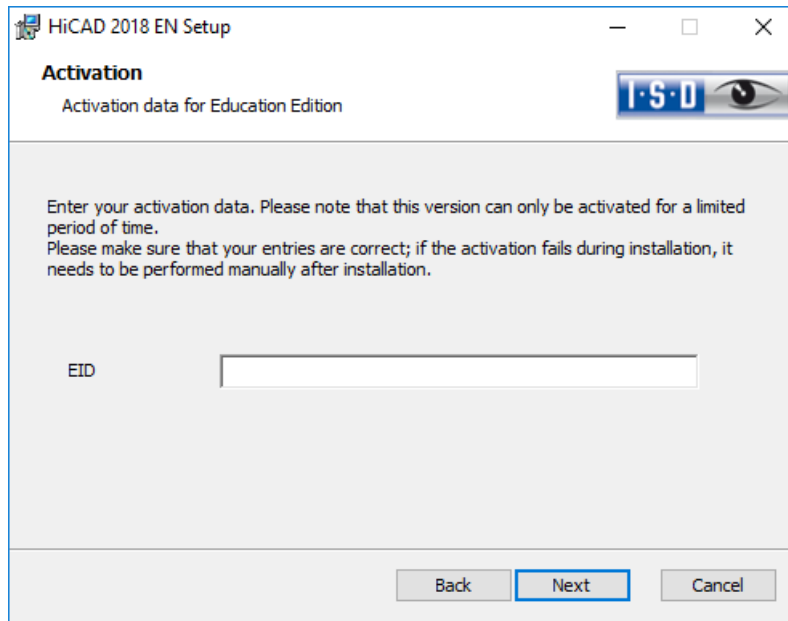 HiCAD 2018 EN Setup
Activation
Activation data for Education Edition
I·S·D
Enter your activation data. Please note that this version can only be activated for a limited
period of time.
Please make sure that your entries are correct; if the activation fails during installation, it
needs to be performed manually after installation.
EID
Back Next Cancel